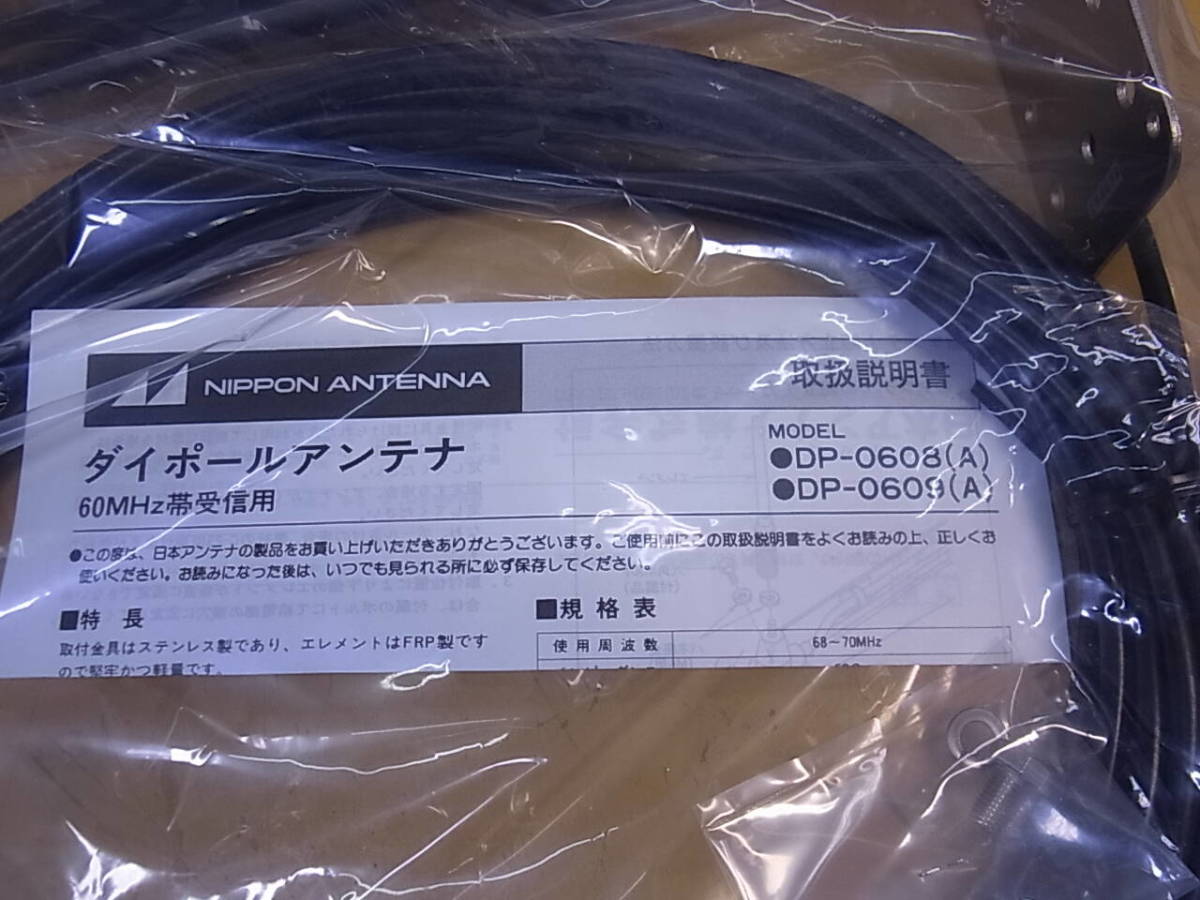 NIPPON ANTENNA
取扱説明書
ダイポールアンテナ
60MHz帯受信用
MODEL
●DP-0608(A)
●DP-0609(A)
●この度は、日本アンテナの製品をお買い上げいただきありがとうございます。ご使用前にこの取扱説明書をよくお読みの上、正しくお
使いください。お読みになった後は、いつでも見られる所に必ず保存してください。
■特 長
取付金具はステンレス製であり、エレメントはFRP製です
ので堅牢かつ軽量です。
■規 格 表
使 用 周 波 数
68～70MHz